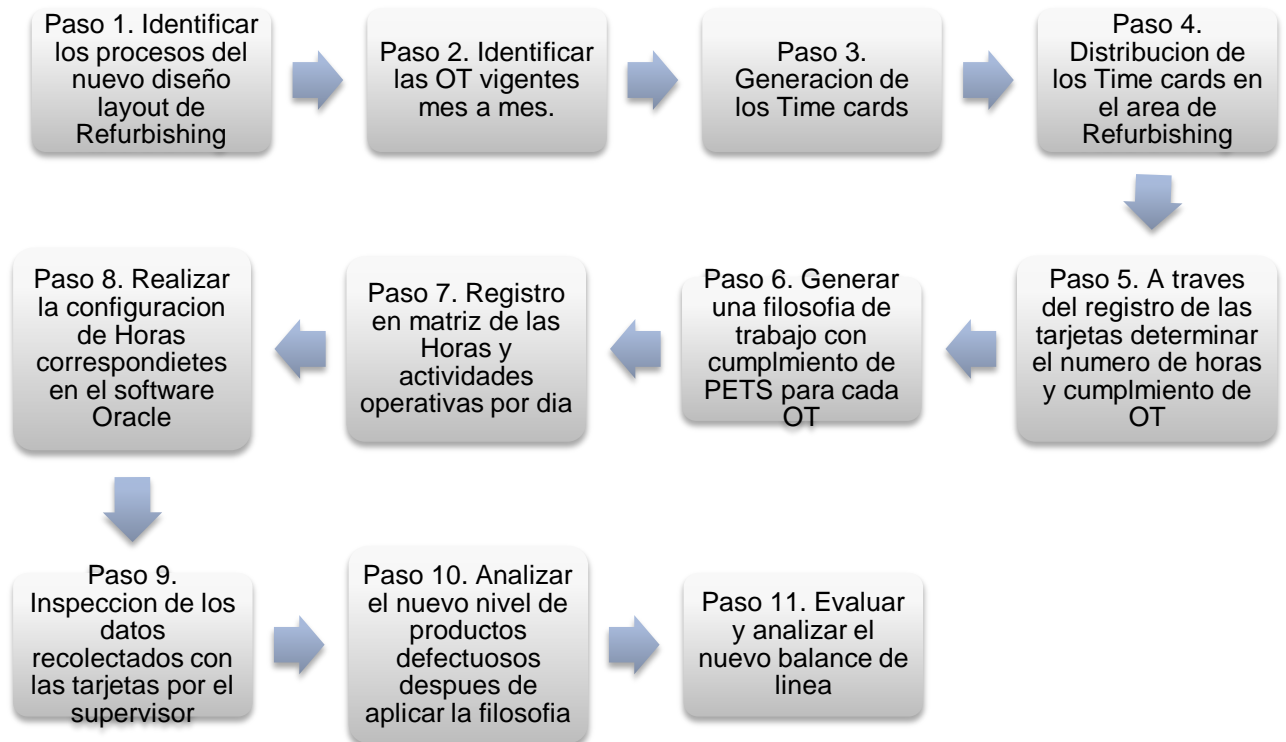 Paso 1. Identificar
los procesos del
nuevo diseño
layout de
Refurbishing
Paso 2. Identificar
las OT vigentes
mes a mes.
Paso 3.
Generacion de
los Time cards
Paso 4.
Distribucion de
los Time cards en
el area de
Refurbishing
Paso 5. A traves
del registro de las
tarjetas determinar
el numero de horas
y cumplmiento de
OT
Paso 6. Generar
una filosofia de
trabajo con
cumplmiento de
PETS para cada
OT
Paso 7. Registro
en matriz de las
Horas y
actividades
operativas por dia
Paso 8. Realizar
la configuracion
de Horas
correspondietes
en el software
Oracle
Paso 9.
Inspeccion de los
datos
recolectados con
las tarjetas por el
supervisor
Paso 10. Analizar
el nuevo nivel de
productos
defectuosos
despues de
aplicar la filosofia
Paso 11. Evaluar
y analizar el
nuevo balance de
linea